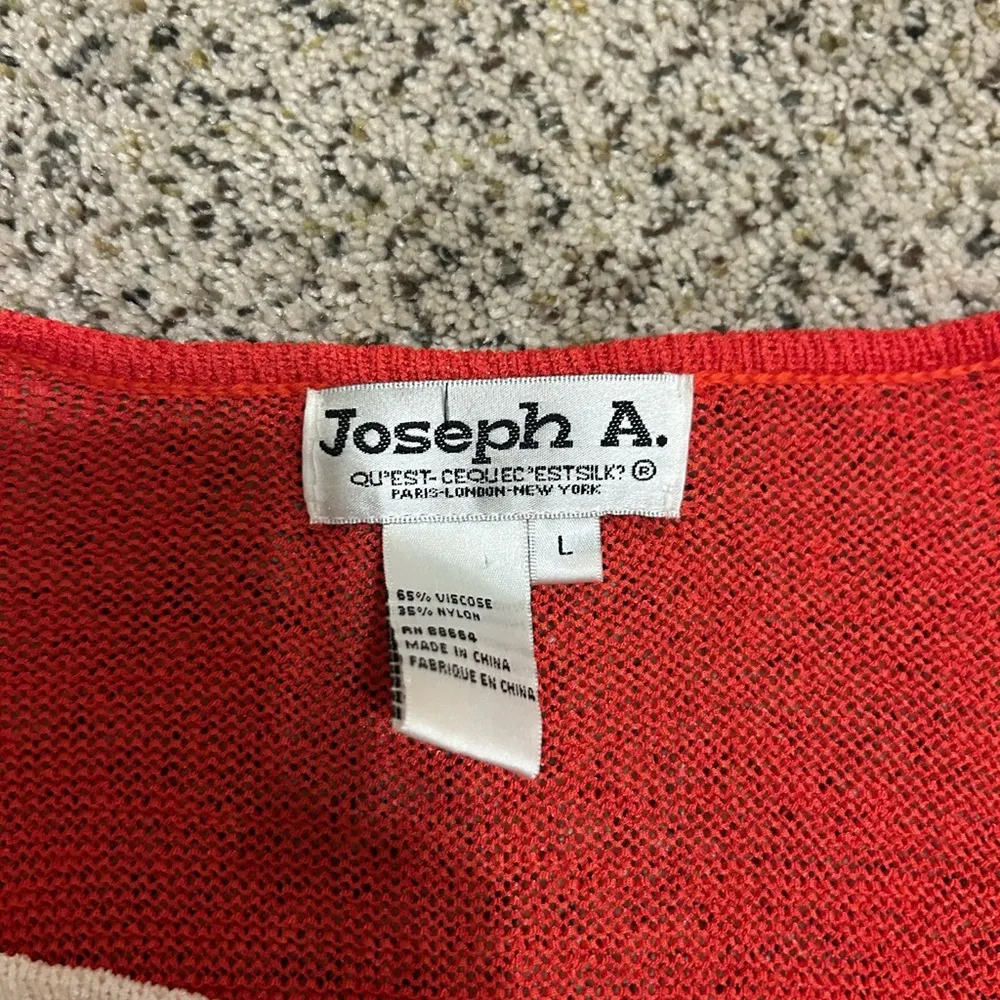 Joseph A.
QU'EST-CEQUEC'ESTSILK? ®
PARIS-LONDON-NEW YORK
L
65% VISCOSE
35% NYLON
RN 88664
MADE IN CHINA
FABRIQUE EN CHINA